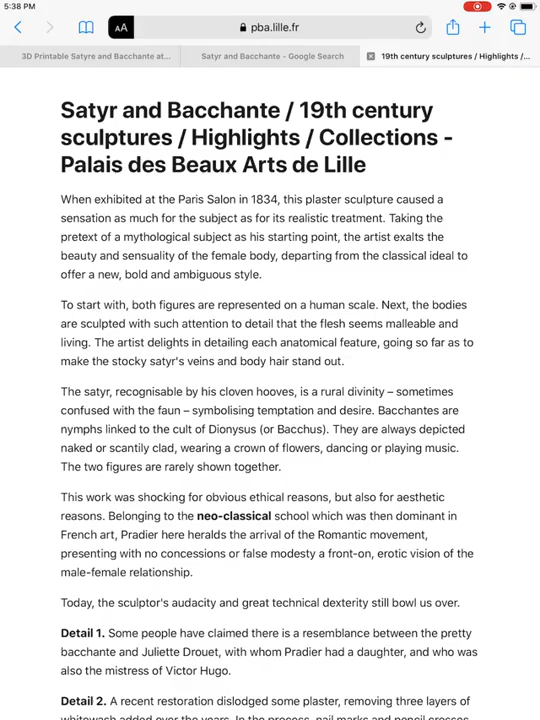 5:38 PM
AA
pba.lille.fr
3D Printable Satyre and Bacchante at...
Satyr and Bacchante - Google Search
19th century sculptures / Highlights /...
Satyr and Bacchante / 19th century
sculptures / Highlights / Collections -
Palais des Beaux Arts de Lille
When exhibited at the Paris Salon in 1834, this plaster sculpture caused a
sensation as much for the subject as for its realistic treatment. Taking the
pretext of a mythological subject as his starting point, the artist exalts the
beauty and sensuality of the female body, departing from the classical ideal to
offer a new, bold and ambiguous style.
To start with, both figures are represented on a human scale. Next, the bodies
are sculpted with such attention to detail that the flesh seems malleable and
living. The artist delights in detailing each anatomical feature, going so far as to
make the stocky satyr's veins and body hair stand out.
The satyr, recognisable by his cloven hooves, is a rural divinity – sometimes
confused with the faun – symbolising temptation and desire. Bacchantes are
nymphs linked to the cult of Dionysus (or Bacchus). They are always depicted
naked or scantily clad, wearing a crown of flowers, dancing or playing music.
The two figures are rarely shown together.
This work was shocking for obvious ethical reasons, but also for aesthetic
reasons. Belonging to the neo-classical school which was then dominant in
French art, Pradier here heralds the arrival of the Romantic movement,
presenting with no concessions or false modesty a front-on, erotic vision of the
male-female relationship.
Today, the sculptor's audacity and great technical dexterity still bowl us over.
Detail 1. Some people have claimed there is a resemblance between the pretty
bacchante and Juliette Drouet, with whom Pradier had a daughter, and who was
also the mistress of Victor Hugo.
Detail 2. A recent restoration dislodged some plaster, removing three layers of
whitewash added over the years. In the process, nail marks and pencil crosses